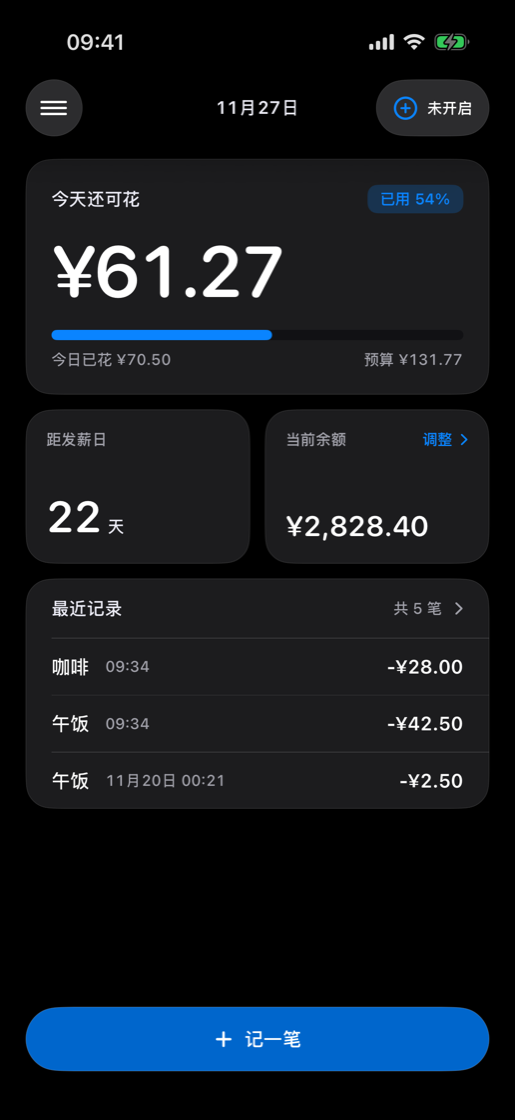 09:41
11月27日
未开启
今天还可花
已用 54%
¥61.27
今日已花 ¥70.50
预算 ¥131.77
距发薪日
22 天
当前余额
调整
¥2,828.40
最近记录
共 5 笔
咖啡 09:34 -¥28.00
午饭 09:34 -¥42.50
午饭 11月20日 00:21 -¥2.50
+ 记一笔